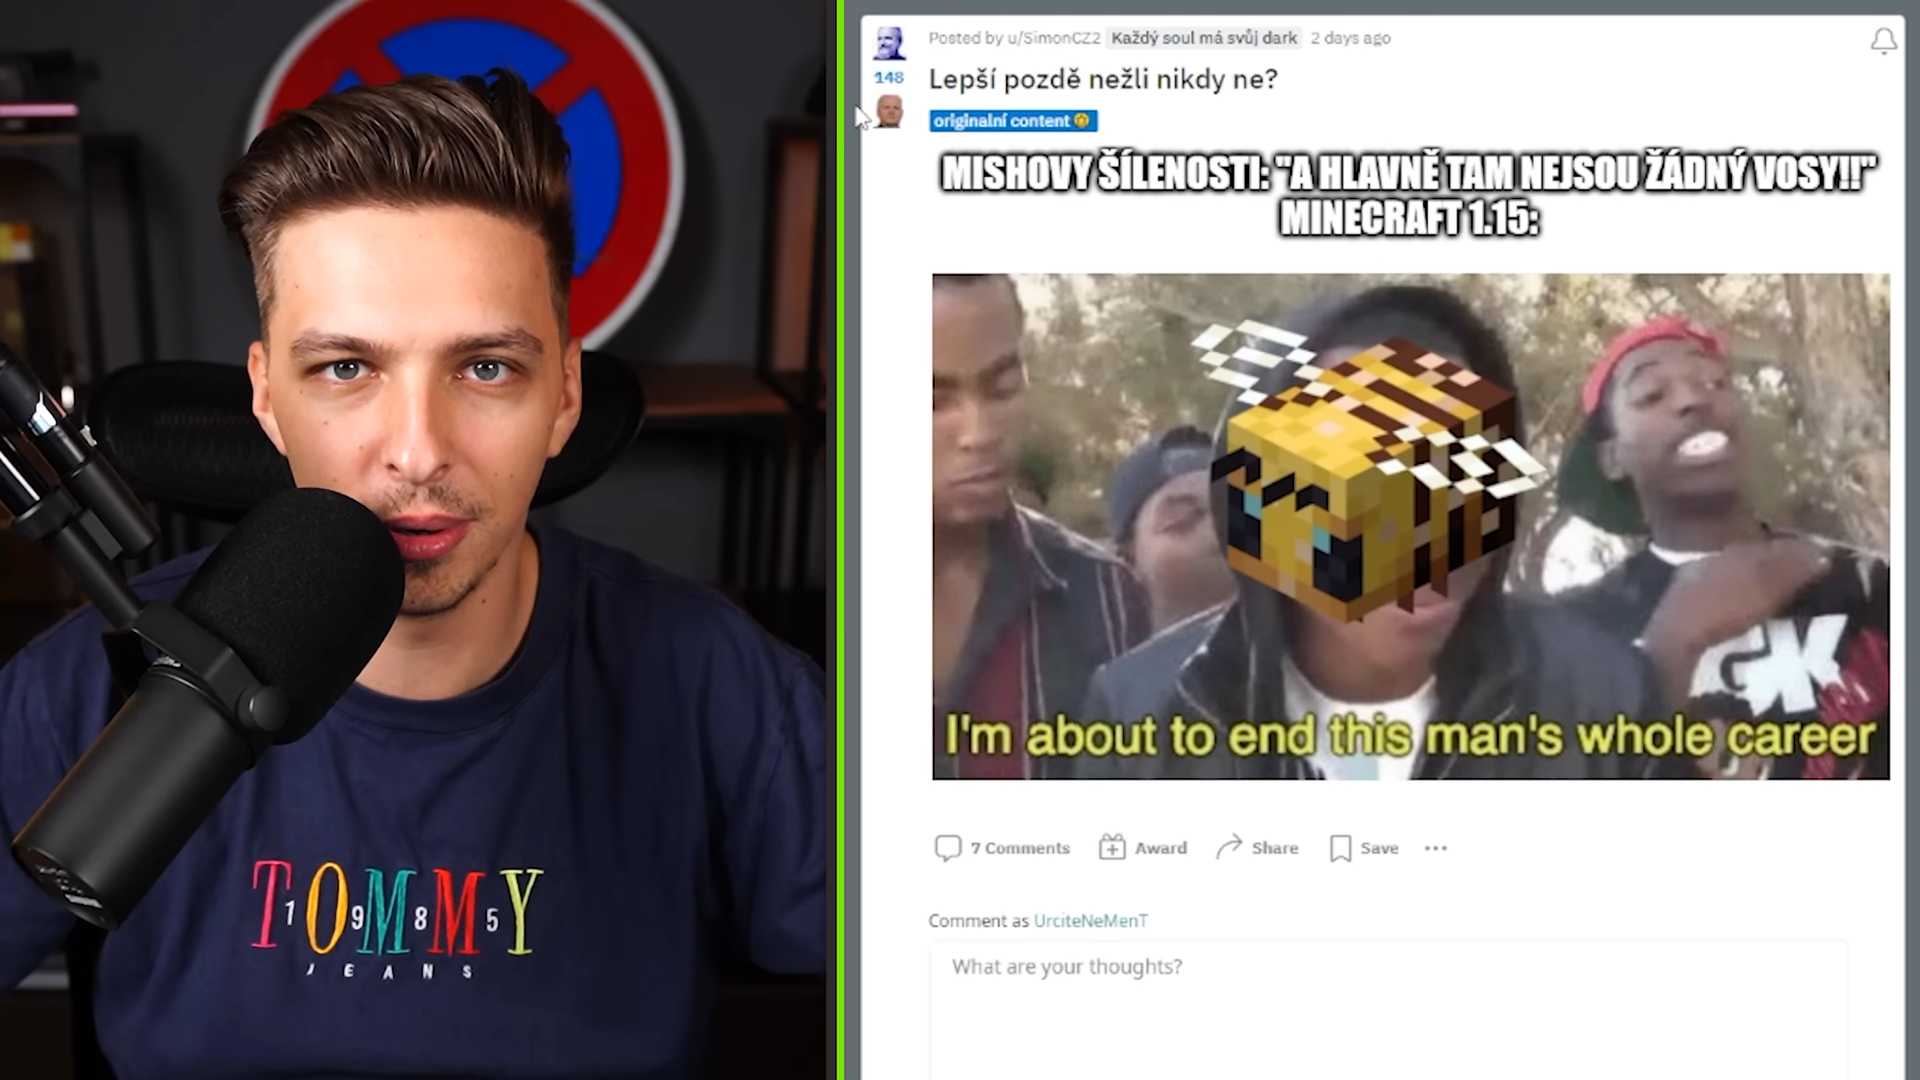 Posted by u/SimonCZ2 Každý soul má svůj dark 2 days ago
148
Lepší pozdě nežli nikdy ne?
originalní content
MISHOVY ŠÍLENOSTI: "A HLAVNĚ TAM NEJSOU ŽÁDNÝ VOSY!!"
MINECRAFT 1.15:
GK
I'm about to end this man's whole career
7 Comments Award Share Save
Comment as UrciteNeMenT
What are your thoughts?
TOMMY
1985
JEANS